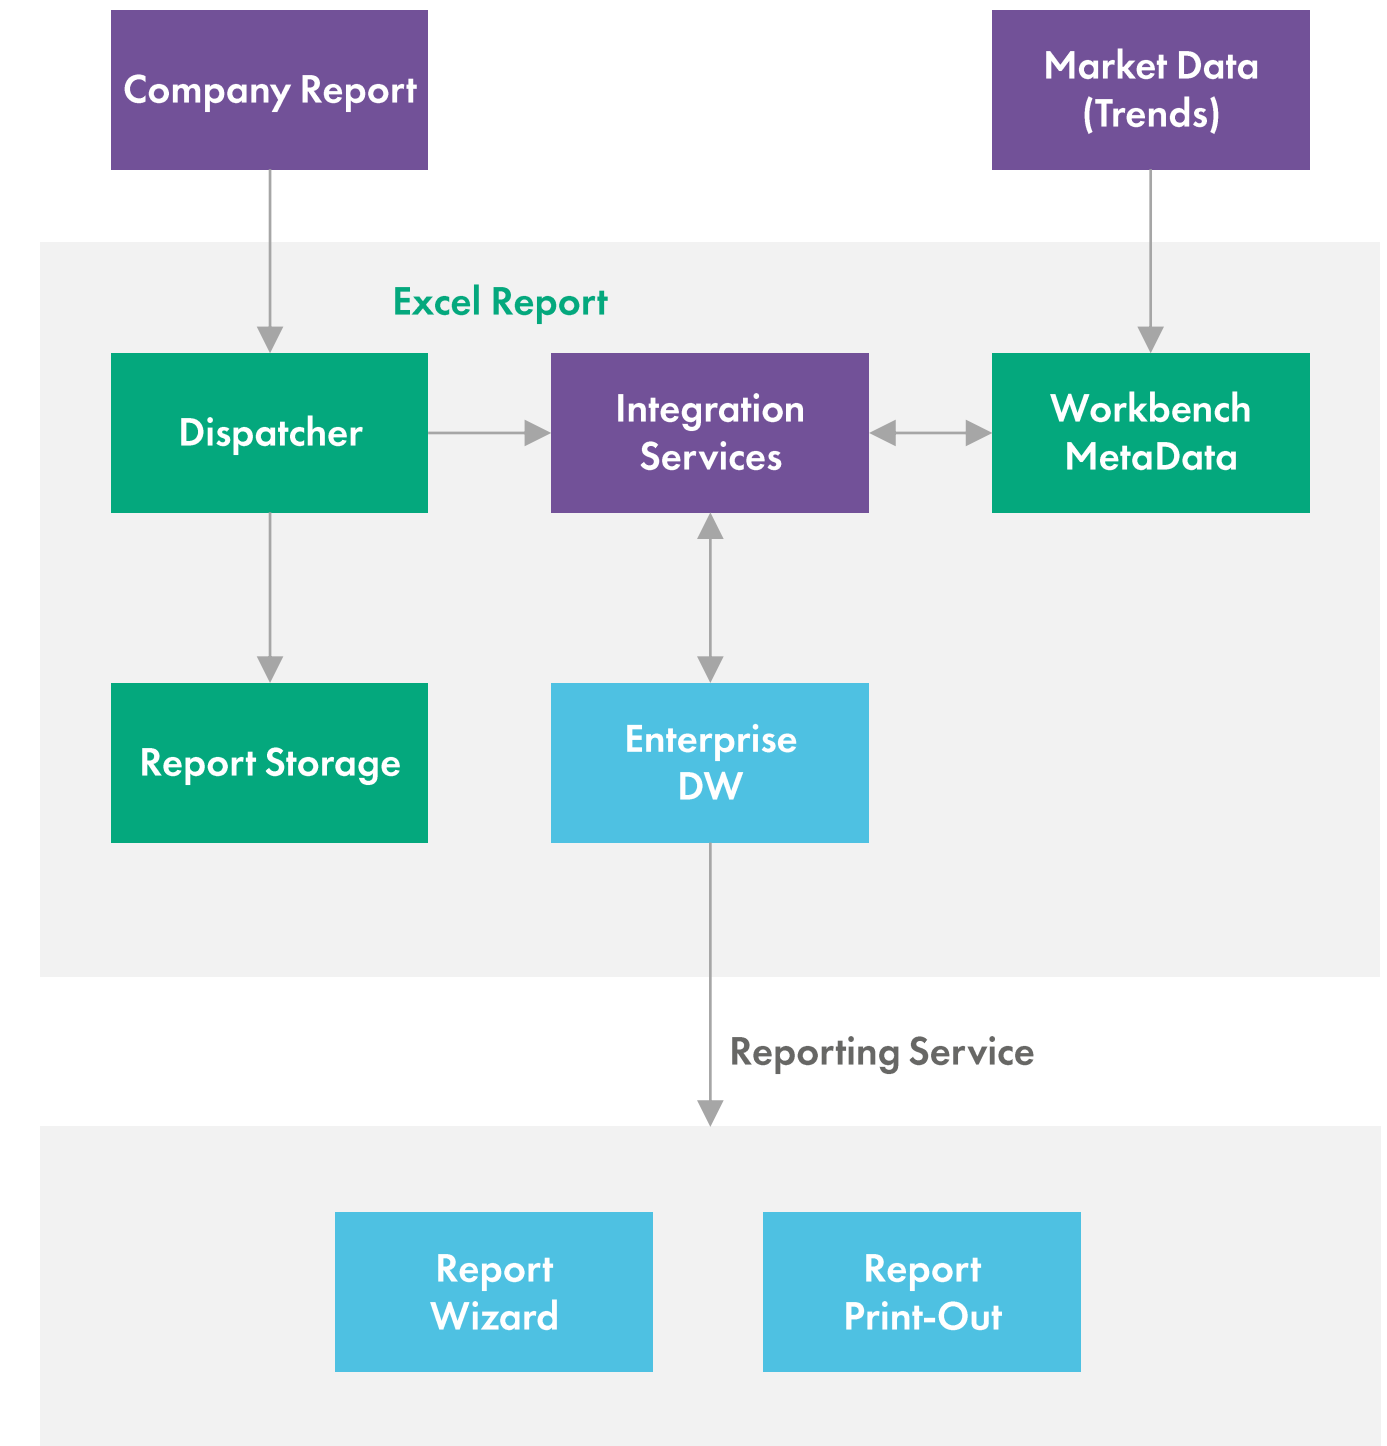 Company Report
Market Data
(Trends)
Excel Report
Dispatcher
Integration
Services
Workbench
MetaData
Report Storage
Enterprise
DW
Reporting Service
Report
Wizard
Report
Print-Out